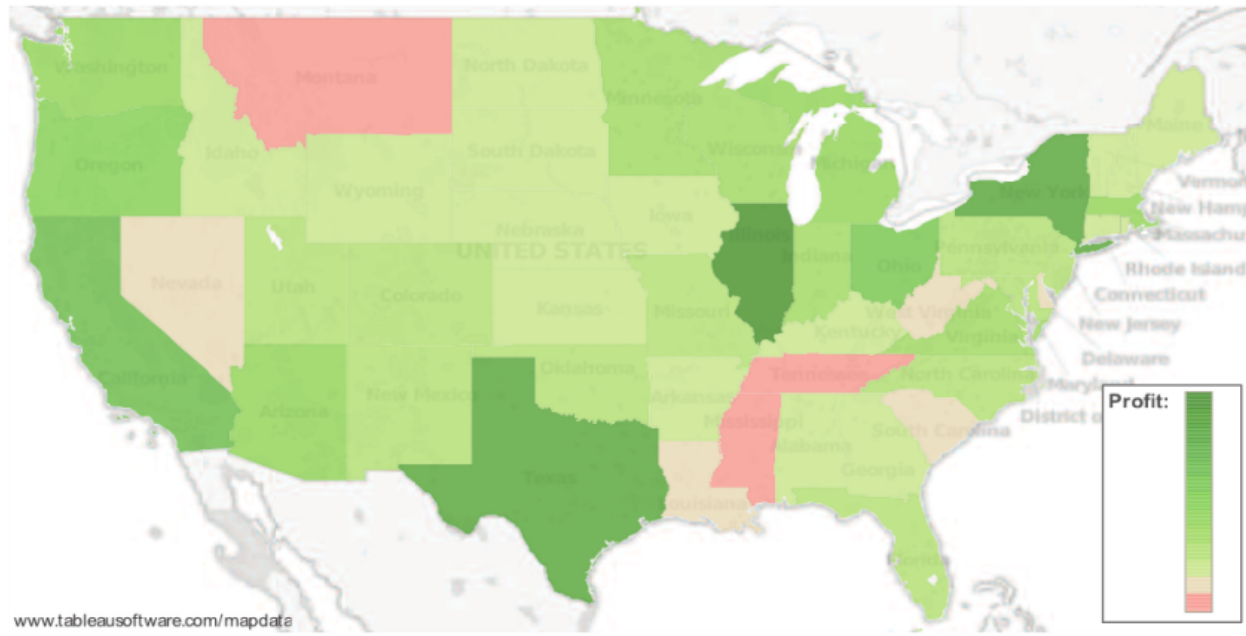 Washington
Montana
North Dakota
Minnesota
Maine
Oregon
Idaho
South Dakota
Wisconsin
Michigan
New York
Vermon
Wyoming
Iowa
New Hamp
Nebraska
Massachu
UNITED STATES
Illinois
Indiana
Ohio
Pennsylvania
Rhode Island
Nevada
Utah
Colorado
Kansas
Missouri
West Virginia
Connecticut
Kentucky
Virginia
New Jersey
California
Oklahoma
Tennessee
North Carolina
Delaware
Arizona
New Mexico
Arkansas
Maryland
Mississippi
South Carolina
District o
Profit:
Alabama
Georgia
Texas
Louisiana
Florida
www.tableausoftware.com/mapdata